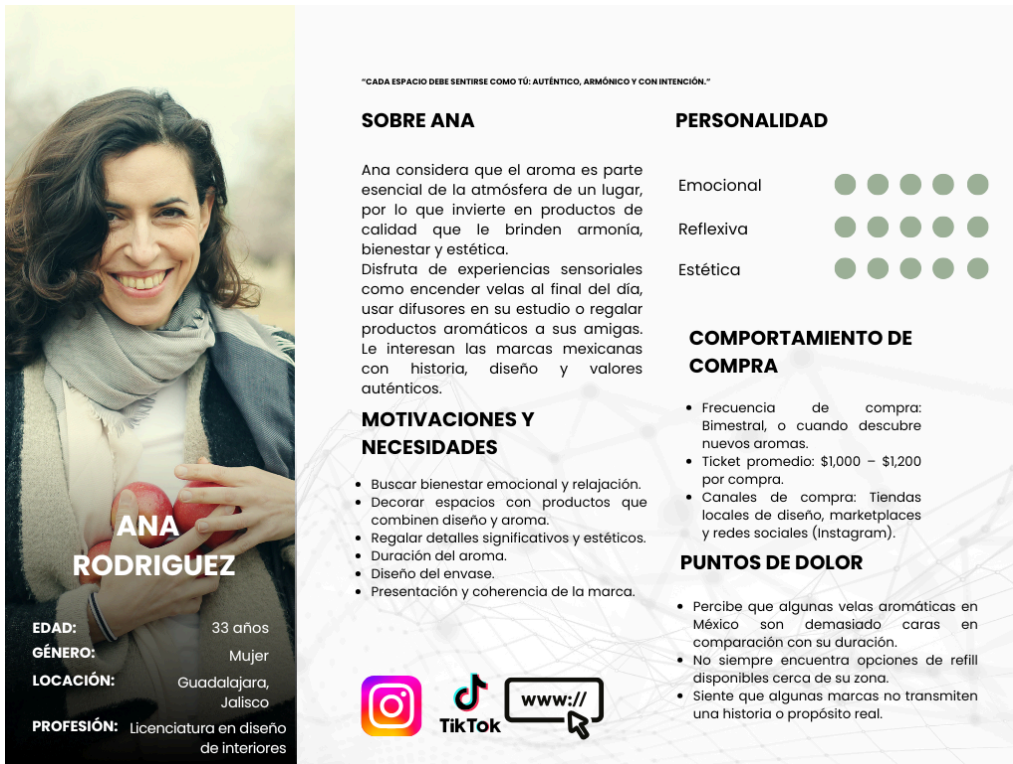 ANA
RODRIGUEZ
EDAD: 33 años
GÉNERO: Mujer
LOCACIÓN: Guadalajara,
Jalisco
PROFESIÓN: Licenciatura en diseño
de interiores
“CADA ESPACIO DEBE SENTIRSE COMO TÚ: AUTÉNTICO, ARMÓNICO Y CON INTENCIÓN.”
SOBRE ANA
Ana considera que el aroma es parte
esencial de la atmósfera de un lugar,
por lo que invierte en productos de
calidad que le brinden armonía,
bienestar y estética.
Disfruta de experiencias sensoriales
como encender velas al final del día,
usar difusores en su estudio o regalar
productos aromáticos a sus amigas.
Le interesan las marcas mexicanas
con historia, diseño y valores
auténticos.
MOTIVACIONES Y
NECESIDADES
• Buscar bienestar emocional y relajación.
• Decorar espacios con productos que
combinen diseño y aroma.
• Regalar detalles significativos y estéticos.
• Duración del aroma.
• Diseño del envase.
• Presentación y coherencia de la marca.
TikTok
www://
PERSONALIDAD
Emocional
Reflexiva
Estética
COMPORTAMIENTO DE
COMPRA
• Frecuencia de compra:
Bimestral, o cuando descubre
nuevos aromas.
• Ticket promedio: $1,000 – $1,200
por compra.
• Canales de compra: Tiendas
locales de diseño, marketplaces
y redes sociales (Instagram).
PUNTOS DE DOLOR
• Percibe que algunas velas aromáticas en
México son demasiado caras en
comparación con su duración.
• No siempre encuentra opciones de refill
disponibles cerca de su zona.
• Siente que algunas marcas no transmiten
una historia o propósito real.